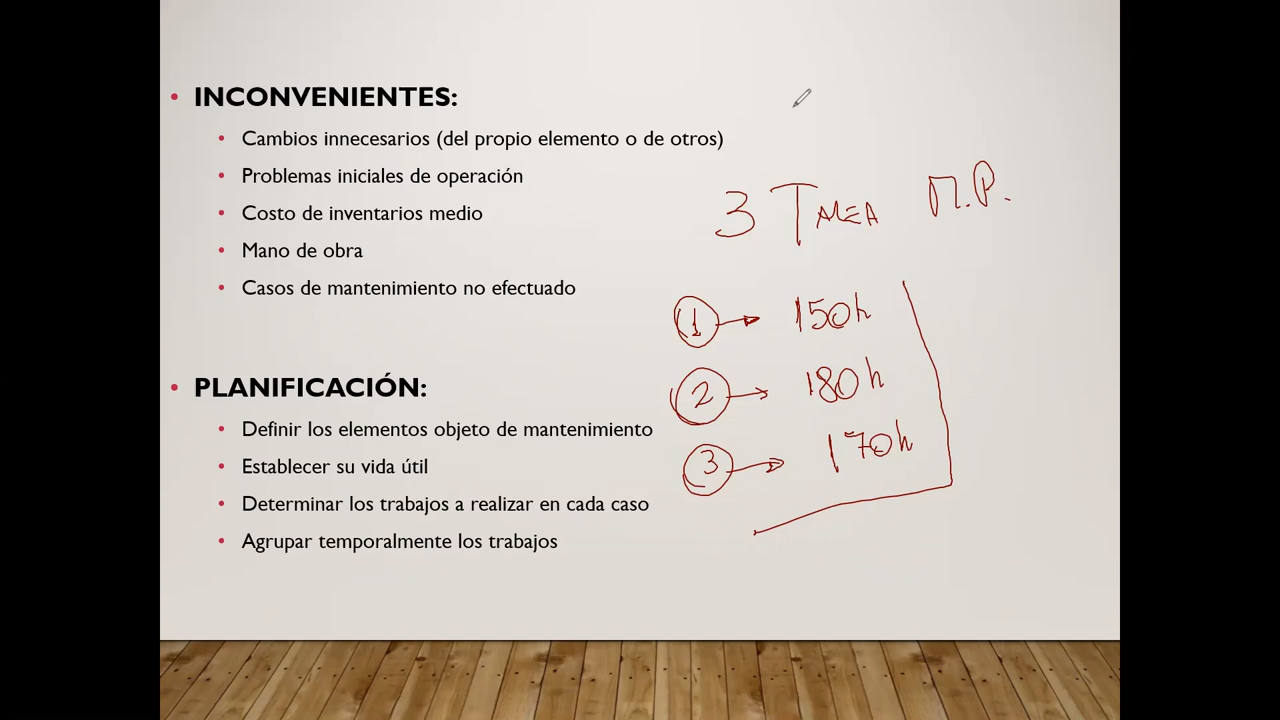 INCONVENIENTES:
Cambios innecesarios (del propio elemento o de otros)
Problemas iniciales de operación
Costo de inventarios medio
Mano de obra
Casos de mantenimiento no efectuado
PLANIFICACIÓN:
Definir los elementos objeto de mantenimiento
Establecer su vida útil
Determinar los trabajos a realizar en cada caso
Agrupar temporalmente los trabajos
3 TAREA M.P.
1 → 150h
2 → 180h
3 → 170h